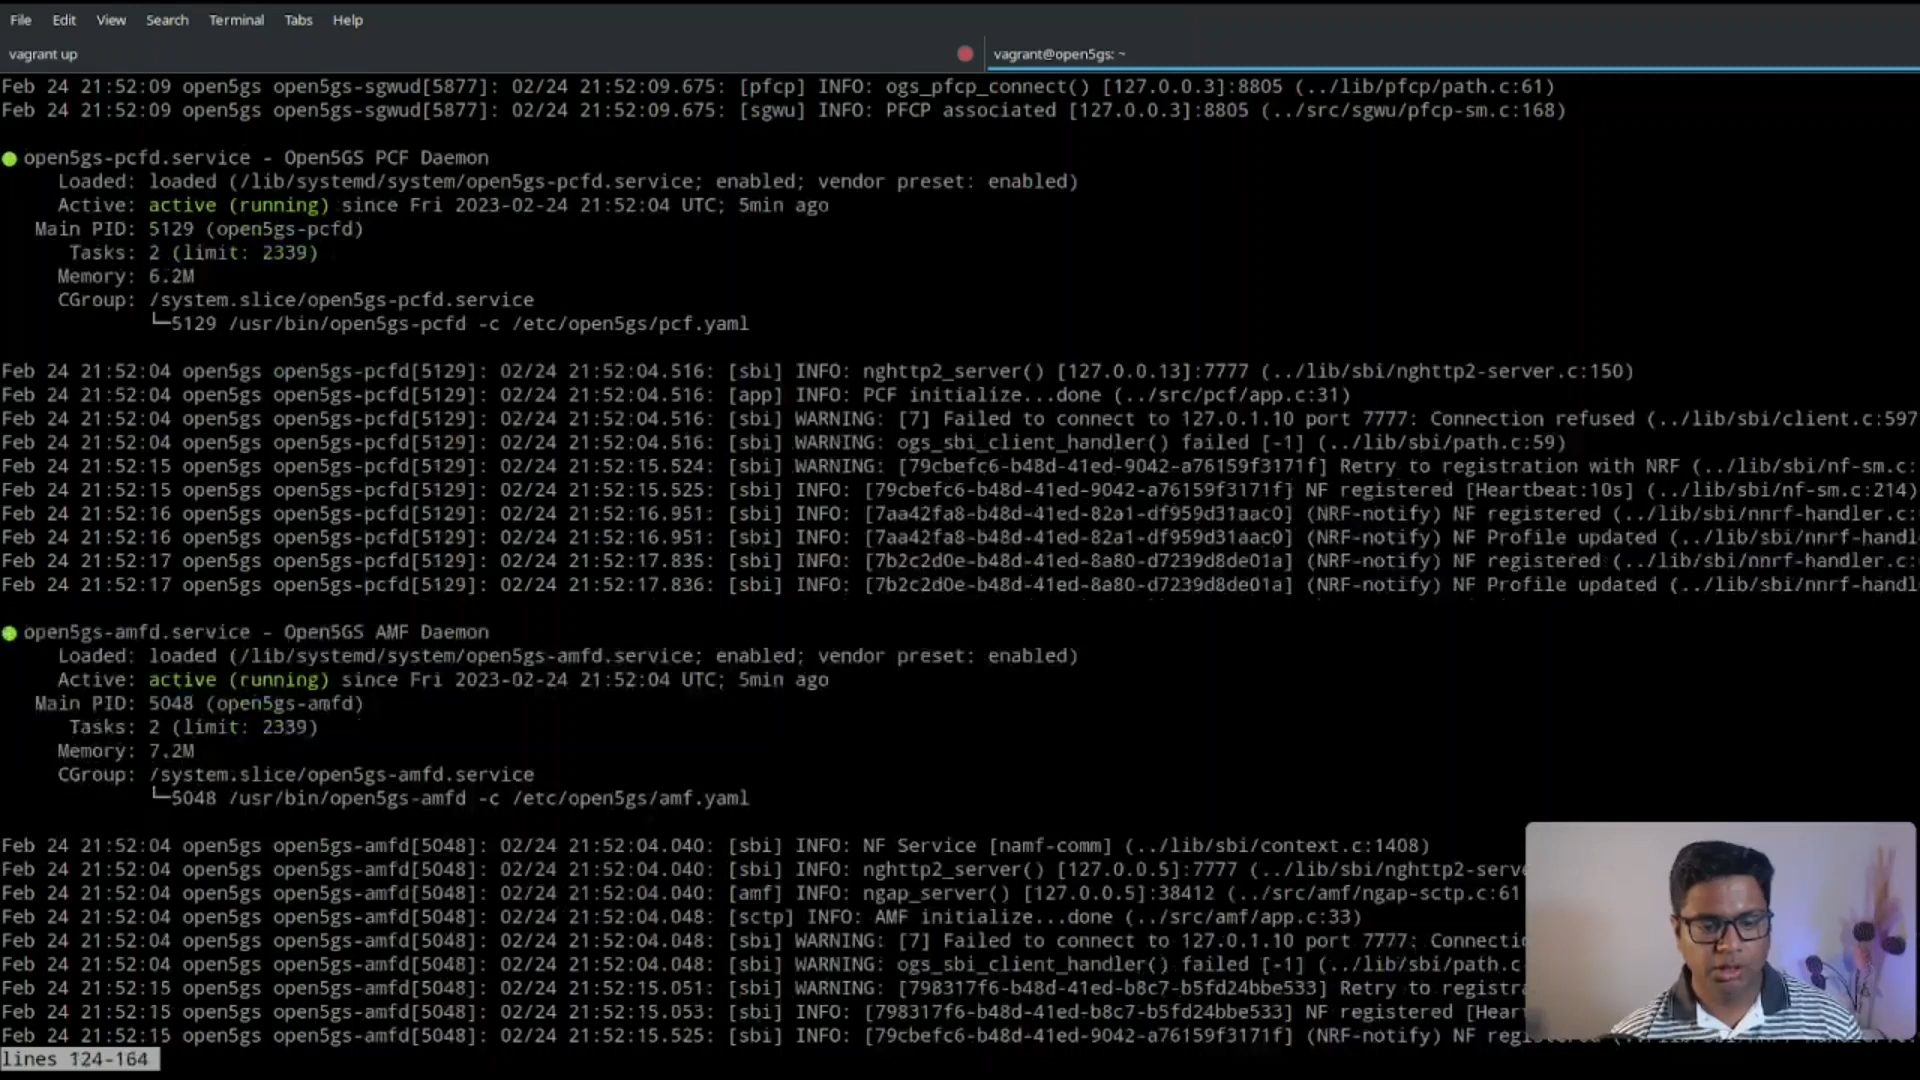 File Edit View Search Terminal Tabs Help
vagrant up
vagrant@open5gs: ~
Feb 24 21:52:09 open5gs open5gs-sgwud[5877]: 02/24 21:52:09.675: [pfcp] INFO: ogs_pfcp_connect() [127.0.0.3]:8805 (../lib/pfcp/path.c:61)
Feb 24 21:52:09 open5gs open5gs-sgwud[5877]: 02/24 21:52:09.675: [sgwu] INFO: PFCP associated [127.0.0.3]:8805 (../src/sgwu/pfcp-sm.c:168)
● open5gs-pcfd.service - Open5GS PCF Daemon
Loaded: loaded (/lib/systemd/system/open5gs-pcfd.service; enabled; vendor preset: enabled)
Active: active (running) since Fri 2023-02-24 21:52:04 UTC; 5min ago
Main PID: 5129 (open5gs-pcfd)
Tasks: 2 (limit: 2339)
Memory: 6.2M
CGroup: /system.slice/open5gs-pcfd.service
└─5129 /usr/bin/open5gs-pcfd -c /etc/open5gs/pcf.yaml
Feb 24 21:52:04 open5gs open5gs-pcfd[5129]: 02/24 21:52:04.516: [sbi] INFO: nghttp2_server() [127.0.0.13]:7777 (../lib/sbi/nghttp2-server.c:150)
Feb 24 21:52:04 open5gs open5gs-pcfd[5129]: 02/24 21:52:04.516: [app] INFO: PCF initialize...done (../src/pcf/app.c:31)
Feb 24 21:52:04 open5gs open5gs-pcfd[5129]: 02/24 21:52:04.516: [sbi] WARNING: [7] Failed to connect to 127.0.1.10 port 7777: Connection refused (../lib/sbi/client.c:597
Feb 24 21:52:04 open5gs open5gs-pcfd[5129]: 02/24 21:52:04.516: [sbi] WARNING: ogs_sbi_client_handler() failed [-1] (../lib/sbi/path.c:59)
Feb 24 21:52:15 open5gs open5gs-pcfd[5129]: 02/24 21:52:15.524: [sbi] WARNING: [79cbefc6-b48d-41ed-9042-a76159f3171f] Retry to registration with NRF (../lib/sbi/nf-sm.c:
Feb 24 21:52:15 open5gs open5gs-pcfd[5129]: 02/24 21:52:15.525: [sbi] INFO: [79cbefc6-b48d-41ed-9042-a76159f3171f] NF registered [Heartbeat:10s] (../lib/sbi/nf-sm.c:214)
Feb 24 21:52:16 open5gs open5gs-pcfd[5129]: 02/24 21:52:16.951: [sbi] INFO: [7aa42fa8-b48d-41ed-82a1-df959d31aac0] (NRF-notify) NF registered (../lib/sbi/nnrf-handler.c:
Feb 24 21:52:16 open5gs open5gs-pcfd[5129]: 02/24 21:52:16.951: [sbi] INFO: [7aa42fa8-b48d-41ed-82a1-df959d31aac0] (NRF-notify) NF Profile updated (../lib/sbi/nnrf-handl
Feb 24 21:52:17 open5gs open5gs-pcfd[5129]: 02/24 21:52:17.835: [sbi] INFO: [7b2c2d0e-b48d-41ed-8a80-d7239d8de01a] (NRF-notify) NF registered (../lib/sbi/nnrf-handler.c:
Feb 24 21:52:17 open5gs open5gs-pcfd[5129]: 02/24 21:52:17.836: [sbi] INFO: [7b2c2d0e-b48d-41ed-8a80-d7239d8de01a] (NRF-notify) NF Profile updated (../lib/sbi/nnrf-handl
● open5gs-amfd.service - Open5GS AMF Daemon
Loaded: loaded (/lib/systemd/system/open5gs-amfd.service; enabled; vendor preset: enabled)
Active: active (running) since Fri 2023-02-24 21:52:04 UTC; 5min ago
Main PID: 5048 (open5gs-amfd)
Tasks: 2 (limit: 2339)
Memory: 7.2M
CGroup: /system.slice/open5gs-amfd.service
└─5048 /usr/bin/open5gs-amfd -c /etc/open5gs/amf.yaml
Feb 24 21:52:04 open5gs open5gs-amfd[5048]: 02/24 21:52:04.040: [sbi] INFO: NF Service [namf-comm] (../lib/sbi/context.c:1408)
Feb 24 21:52:04 open5gs open5gs-amfd[5048]: 02/24 21:52:04.040: [sbi] INFO: nghttp2_server() [127.0.0.5]:7777 (../lib/sbi/nghttp2-serve
Feb 24 21:52:04 open5gs open5gs-amfd[5048]: 02/24 21:52:04.040: [amf] INFO: ngap_server() [127.0.0.5]:38412 (../src/amf/ngap-sctp.c:61
Feb 24 21:52:04 open5gs open5gs-amfd[5048]: 02/24 21:52:04.048: [sctp] INFO: AMF initialize...done (../src/amf/app.c:33)
Feb 24 21:52:04 open5gs open5gs-amfd[5048]: 02/24 21:52:04.048: [sbi] WARNING: [7] Failed to connect to 127.0.1.10 port 7777: Connectio
Feb 24 21:52:04 open5gs open5gs-amfd[5048]: 02/24 21:52:04.048: [sbi] WARNING: ogs_sbi_client_handler() failed [-1] (../lib/sbi/path.c
Feb 24 21:52:15 open5gs open5gs-amfd[5048]: 02/24 21:52:15.051: [sbi] WARNING: [798317f6-b48d-41ed-b8c7-b5fd24bbe533] Retry to registra
Feb 24 21:52:15 open5gs open5gs-amfd[5048]: 02/24 21:52:15.053: [sbi] INFO: [798317f6-b48d-41ed-b8c7-b5fd24bbe533] NF registered [Hear
Feb 24 21:52:15 open5gs open5gs-amfd[5048]: 02/24 21:52:15.525: [sbi] INFO: [79cbefc6-b48d-41ed-9042-a76159f3171f] (NRF-notify) NF reg
lines 124-164